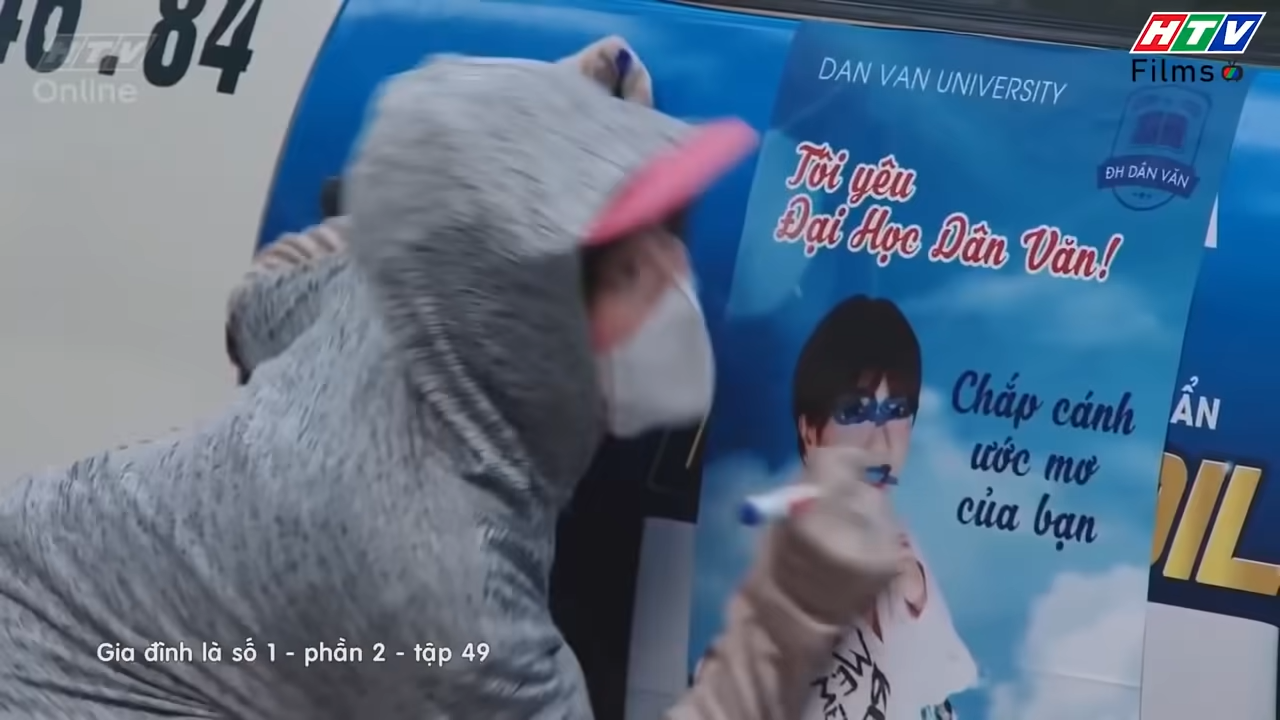 46.84
HTV
Online
HTV
Films
DAN VAN UNIVERSITY
ĐH DÂN VĂN
Tôi yêu
Đại Học Dân Văn!
Chắp cánh
ước mơ
của bạn
ẨN
OIL
Gia đình là số 1 - phần 2 - tập 49